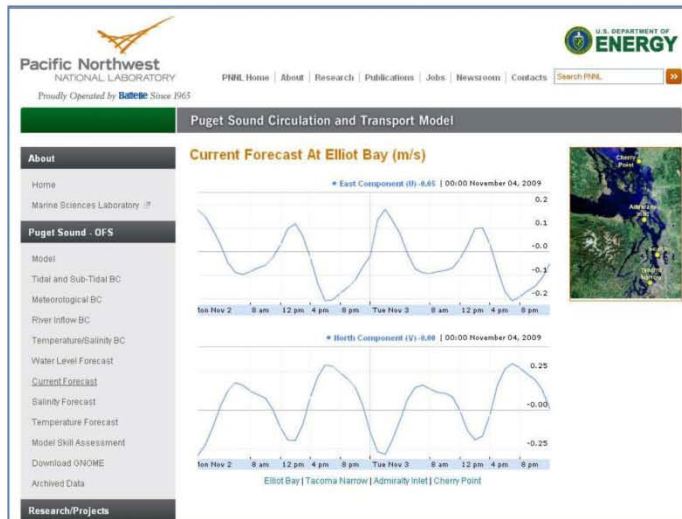 Pacific Northwest
NATIONAL LABORATORY
Proudly Operated by Battelle Since 1965
U.S. DEPARTMENT OF
ENERGY
PNNL Home | About | Research | Publications | Jobs | Newsroom | Contacts
Search PNNL
Puget Sound Circulation and Transport Model
About
Home
Marine Sciences Laboratory
Puget Sound - OFS
Model
Tidal and Sub-Tidal BC
Meteorological BC
River Inflow BC
Temperature/Salinity BC
Water Level Forecast
Current Forecast
Salinity Forecast
Temperature Forecast
Model Skill Assessment
Download GNOME
Archived Data
Research/Projects
Current Forecast At Elliot Bay (m/s)
East Component (U) -0.05 | 00:00 November 04, 2009
0.2
0.1
-0.0
-0.1
-0.2
Mon Nov 2 8 am 12 pm 4 pm 8 pm Tue Nov 3 8 am 12 pm 4 pm 8 pm
North Component (V) -0.00 | 00:00 November 04, 2009
0.25
-0.00
-0.25
Mon Nov 2 8 am 12 pm 4 pm 8 pm Tue Nov 3 8 am 12 pm 4 pm 8 pm
Elliot Bay | Tacoma Narrow | Admiralty Inlet | Cherry Point
Cherry
Point
Admiralty
Inlet
Tacoma
Narrow